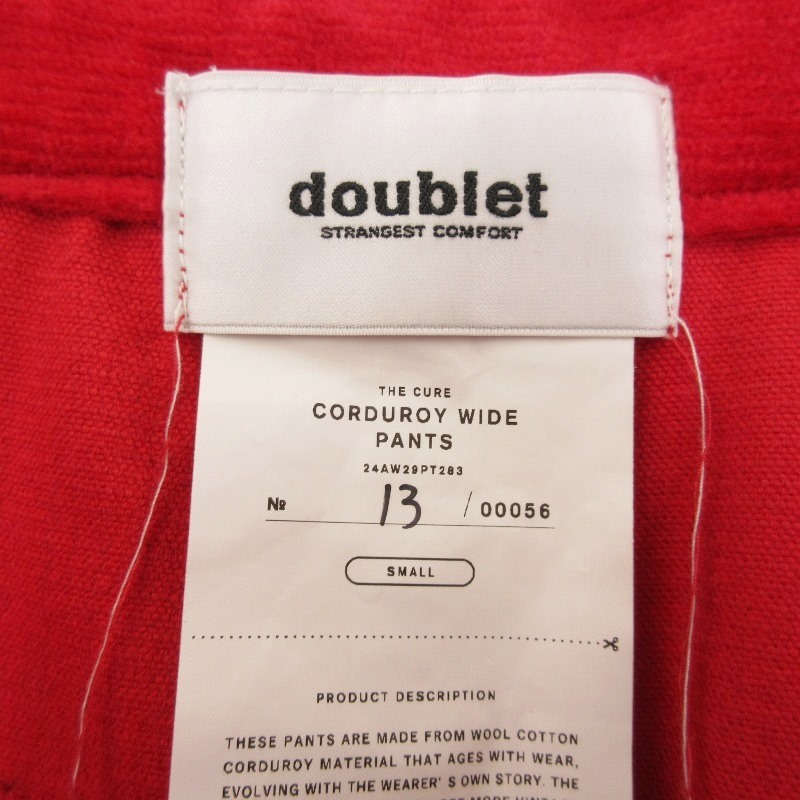 doublet
STRANGEST COMFORT
THE CURE
CORDUROY WIDE
PANTS
24AW29PT283
№ 13 / 00056
SMALL
PRODUCT DESCRIPTION
THESE PANTS ARE MADE FROM WOOL COTTON
CORDUROY MATERIAL THAT AGES WITH WEAR,
EVOLVING WITH THE WEARER' S OWN STORY. THE